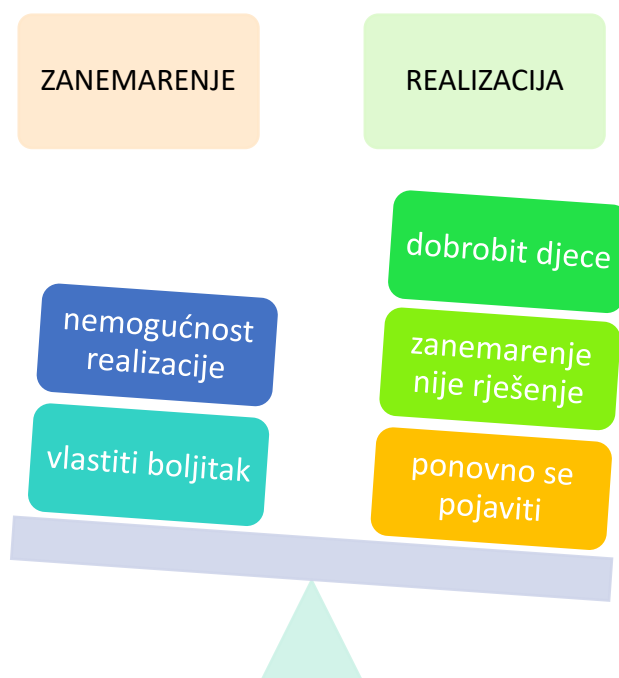 ZANEMARENJE
REALIZACIJA
dobrobit djece
nemogućnost
realizacije
zanemarenje
nije rješenje
vlastiti boljitak
ponovno se
pojaviti